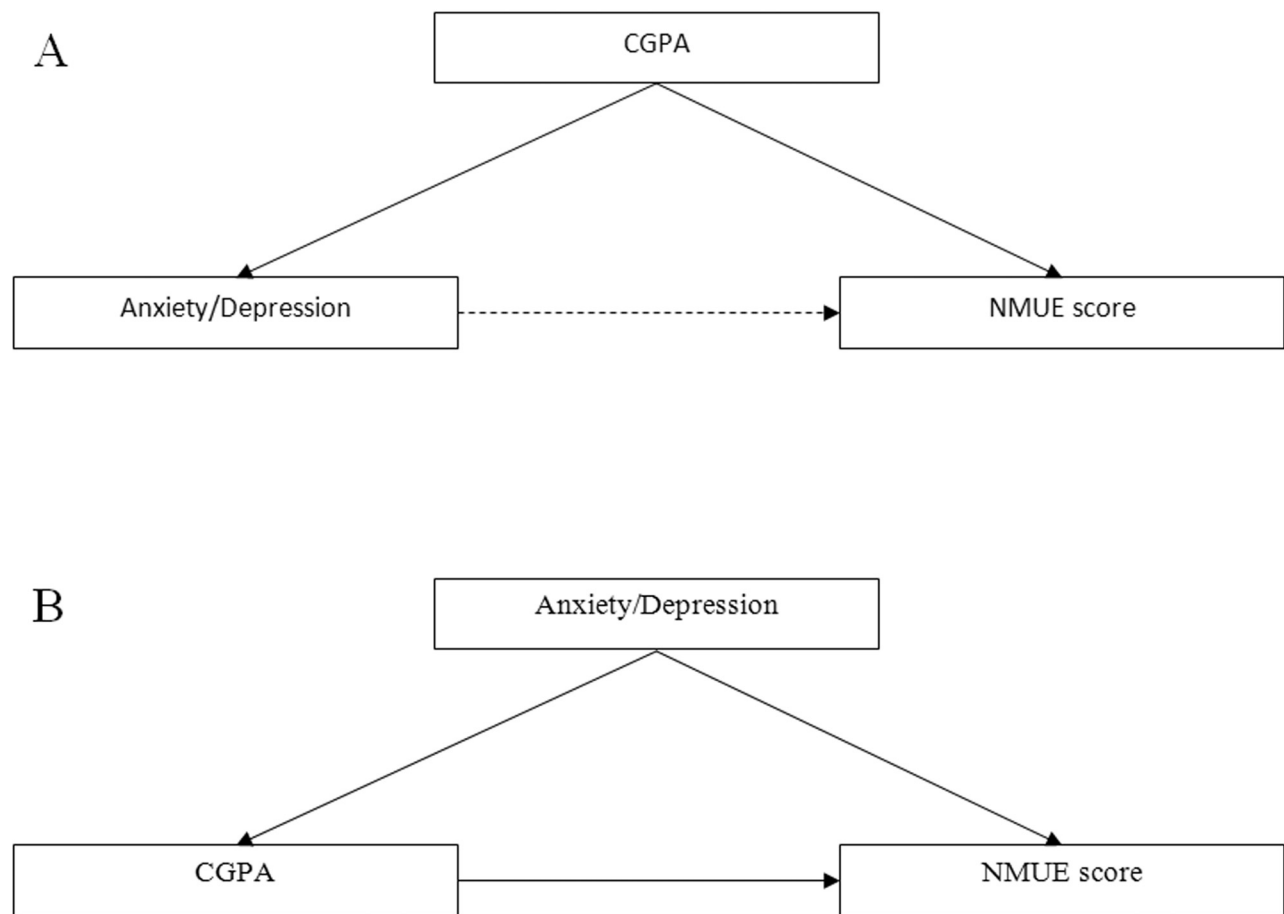 A
CGPA
Anxiety/Depression
NMUE score
B
Anxiety/Depression
CGPA
NMUE score